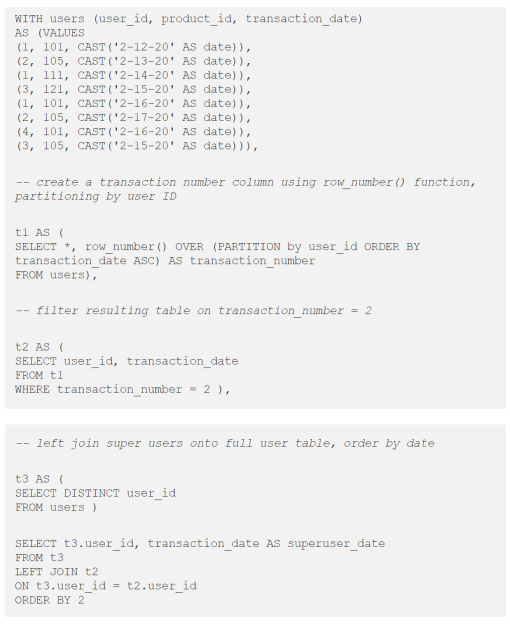 WITH users (user_id, product_id, transaction_date)
AS (VALUES
(1, 101, CAST('2-12-20' AS date)),
(2, 105, CAST('2-13-20' AS date)),
(1, 111, CAST('2-14-20' AS date)),
(3, 121, CAST('2-15-20' AS date)),
(1, 101, CAST('2-16-20' AS date)),
(2, 105, CAST('2-17-20' AS date)),
(4, 101, CAST('2-16-20' AS date)),
(3, 105, CAST('2-15-20' AS date))),
-- create a transaction number column using row_number() function,
partitioning by user ID
t1 AS (
SELECT *, row_number() OVER (PARTITION by user_id ORDER BY
transaction_date ASC) AS transaction_number
FROM users),
-- filter resulting table on transaction_number = 2
t2 AS (
SELECT user_id, transaction_date
FROM t1
WHERE transaction_number = 2 ),
-- left join super users onto full user table, order by date
t3 AS (
SELECT DISTINCT user_id
FROM users )
SELECT t3.user_id, transaction_date AS superuser_date
FROM t3
LEFT JOIN t2
ON t3.user_id = t2.user_id
ORDER BY 2